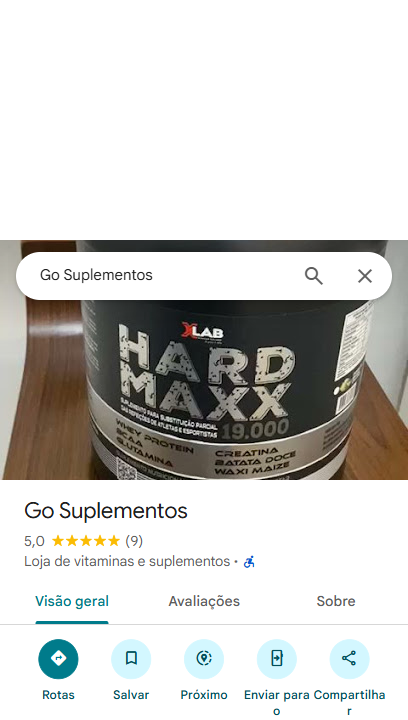 Go Suplementos
XLAB
HARD
MAXX
19.000
SUPLEMENTO PARA SUBSTITUIÇÃO PARCIAL
DAS REFEIÇÕES DE ATLETAS E ESPORTISTAS
WHEY PROTEIN
BCAA
GLUTAMINA
CREATINA
BATATA DOCE
WAXI MAIZE
Go Suplementos
5,0 (9)
Loja de vitaminas e suplementos ·
Visão geral
Avaliações
Sobre
Rotas
Salvar
Próximo
Enviar para
o
Compartilha
r